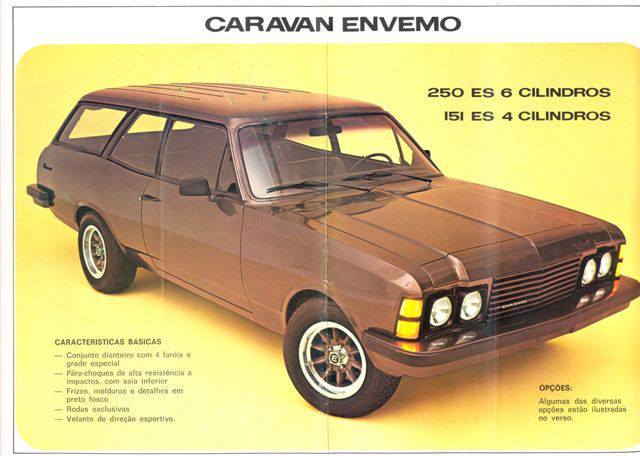 CARAVAN ENVEMO
250 ES 6 CILINDROS
151 ES 4 CILINDROS
ENVEMO
CARACTERÍSTICAS BÁSICAS
— Conjunto dianteiro com 4 faróis e
grade especial
— Pára-choques de alta resistência a
impactos, com saia inferior
— Frizos, molduras e detalhes em
preto fosco
— Rodas exclusivas
— Volante de direção esportivo.
OPÇÕES:
Algumas das diversas
opções estão ilustradas
no verso.